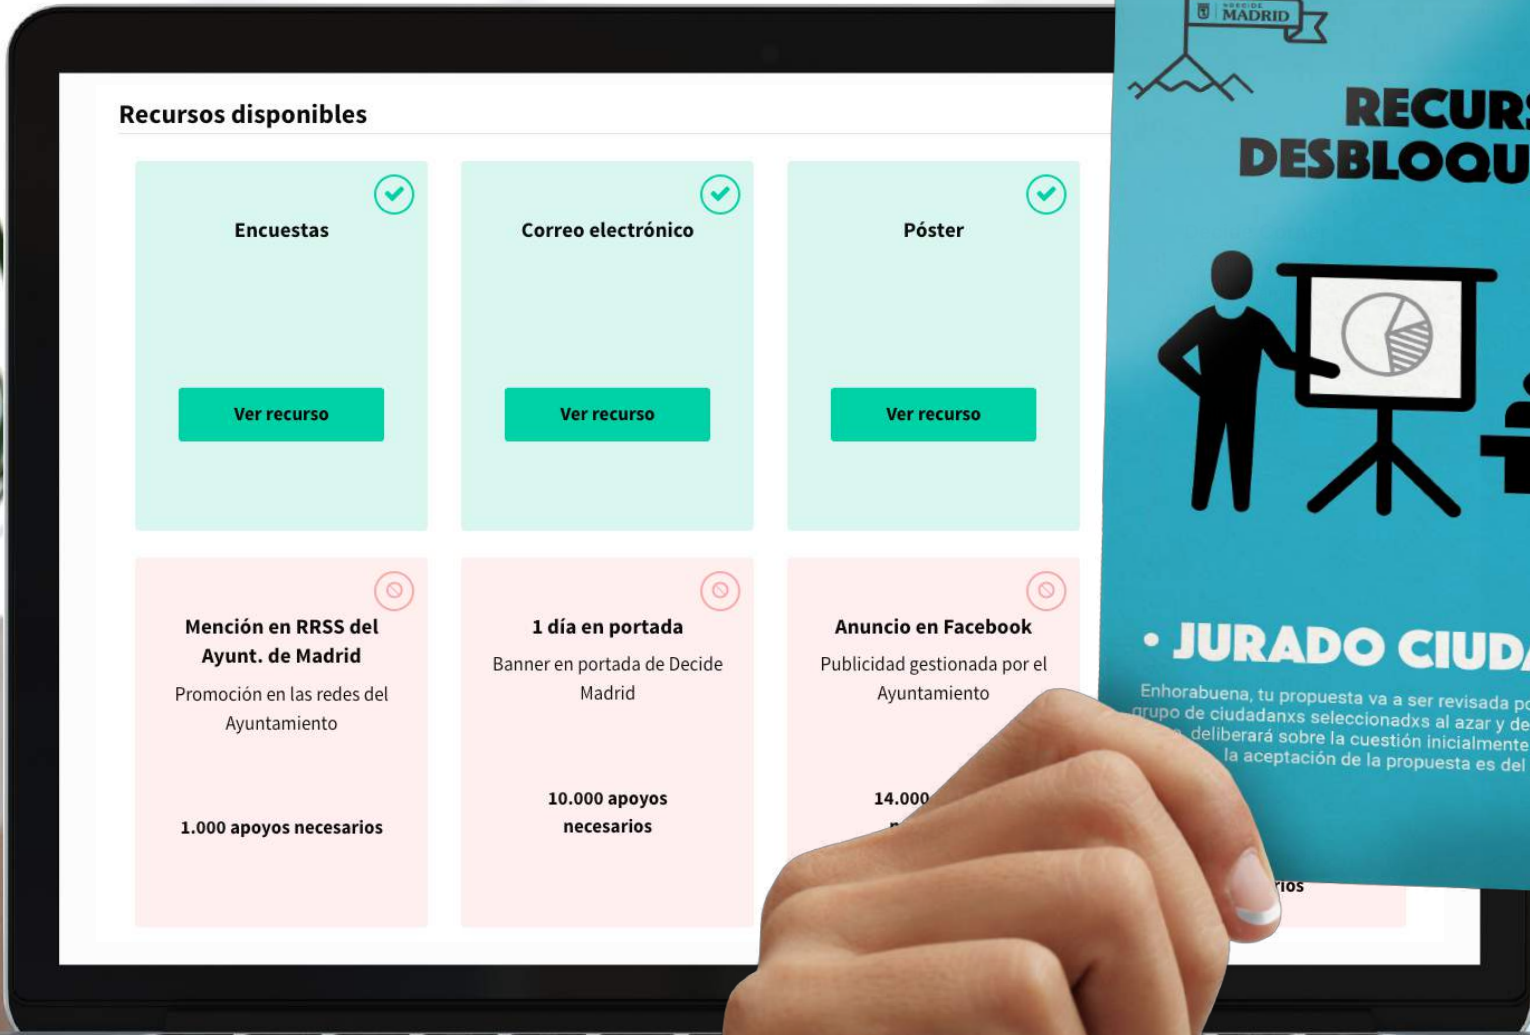 Recursos disponibles
Encuestas
Ver recurso
Correo electrónico
Ver recurso
Póster
Ver recurso
Mención en RRSS del
Ayunt. de Madrid
Promoción en las redes del
Ayuntamiento
1.000 apoyos necesarios
1 día en portada
Banner en portada de Decide
Madrid
10.000 apoyos
necesarios
Anuncio en Facebook
Publicidad gestionada por el
Ayuntamiento
14.000
MADRID
• JURADO
Enhorabuena, tu propuesta va a ser revisada
grupo de ciudadanxs seleccionadxs al azar y
deliberará sobre la cuestión inicialmente
la aceptación de la propuesta es del